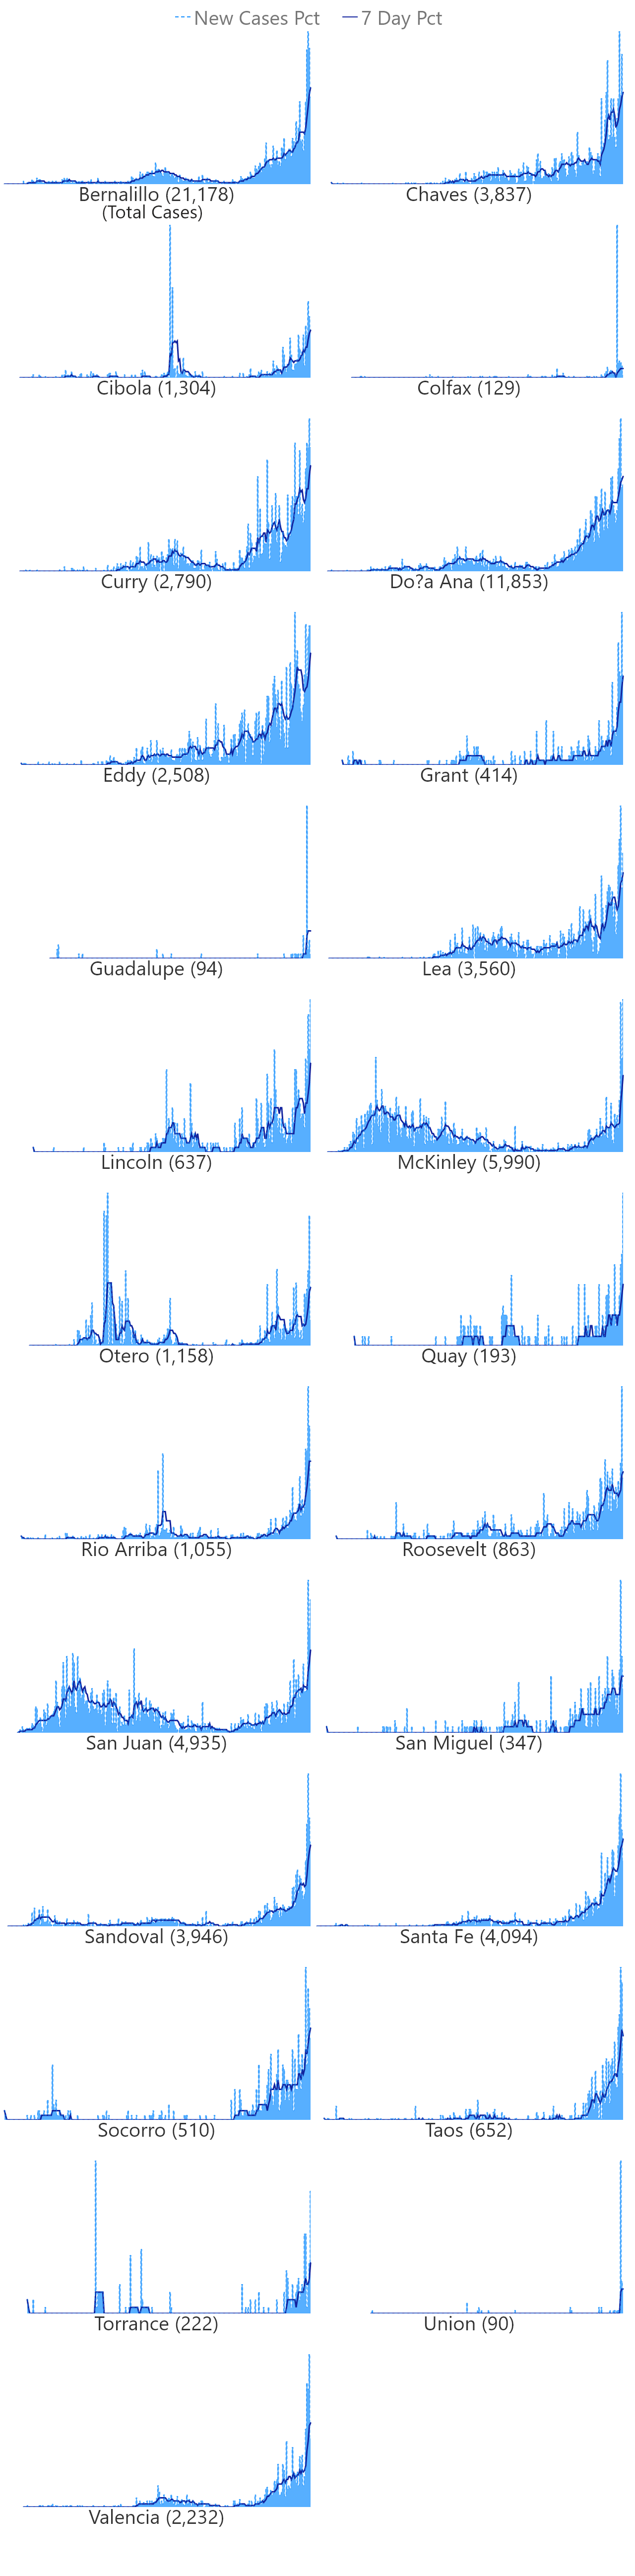 New Cases Pct 7 Day Pct
Bernalillo (21,178) Chaves (3,837)
(Total Cases)
Cibola (1,304) Colfax (129)
Curry (2,790) Do?a Ana (11,853)
Eddy (2,508) Grant (414)
Guadalupe (94) Lea (3,560)
Lincoln (637) McKinley (5,990)
Otero (1,158) Quay (193)
Rio Arriba (1,055) Roosevelt (863)
San Juan (4,935) San Miguel (347)
Sandoval (3,946) Santa Fe (4,094)
Socorro (510) Taos (652)
Torrance (222) Union (90)
Valencia (2,232)